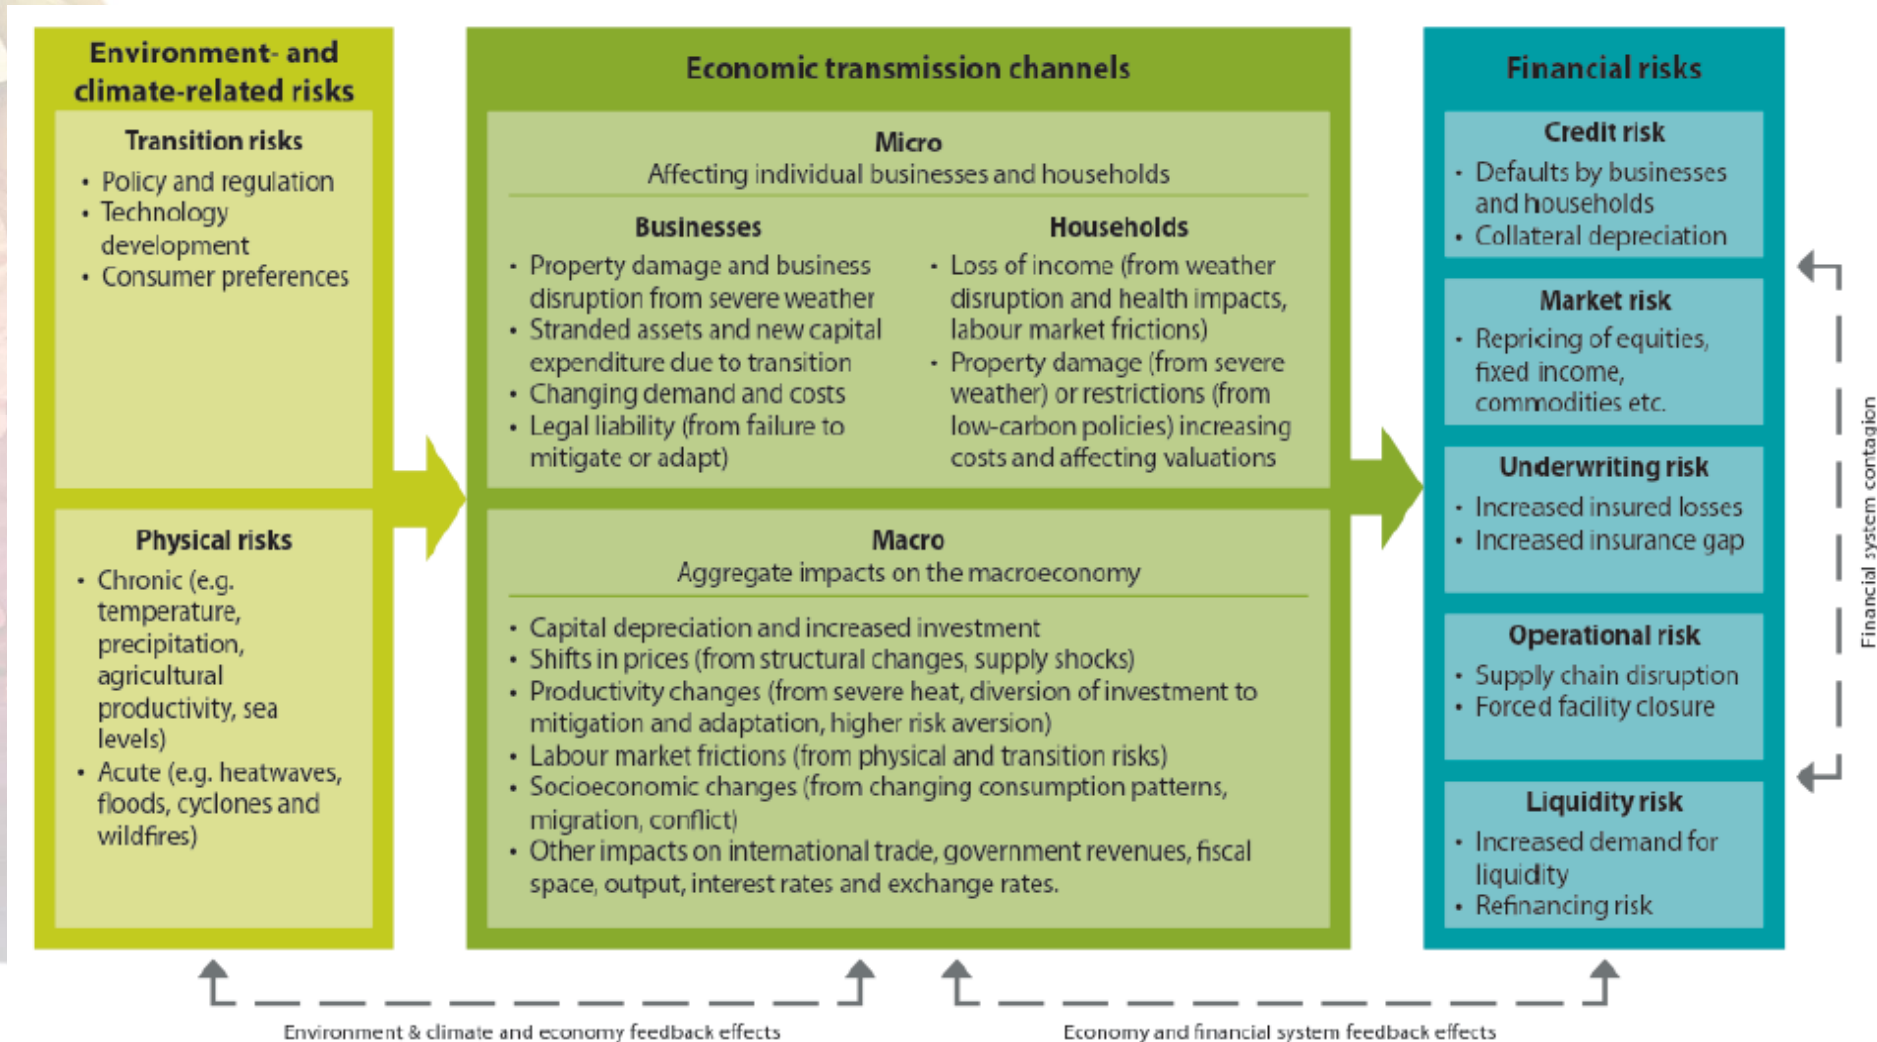 Environment- and
climate-related risks
Transition risks
• Policy and regulation
• Technology
development
• Consumer preferences
Physical risks
• Chronic (e.g.
temperature,
precipitation,
agricultural
productivity, sea
levels)
• Acute (e.g. heatwaves,
floods, cyclones and
wildfires)
Economic transmission channels
Micro
Affecting individual businesses and households
Businesses
• Property damage and business
disruption from severe weather
• Stranded assets and new capital
expenditure due to transition
• Changing demand and costs
• Legal liability (from failure to
mitigate or adapt)
Households
• Loss of income (from weather
disruption and health impacts,
labour market frictions)
• Property damage (from severe
weather) or restrictions (from
low-carbon policies) increasing
costs and affecting valuations
Macro
Aggregate impacts on the macroeconomy
• Capital depreciation and increased investment
• Shifts in prices (from structural changes, supply shocks)
• Productivity changes (from severe heat, diversion of investment to
mitigation and adaptation, higher risk aversion)
• Labour market frictions (from physical and transition risks)
• Socioeconomic changes (from changing consumption patterns,
migration, conflict)
• Other impacts on international trade, government revenues, fiscal
space, output, interest rates and exchange rates.
Financial risks
Credit risk
• Defaults by businesses
and households
• Collateral depreciation
Market risk
• Repricing of equities,
fixed income,
commodities etc.
Underwriting risk
• Increased insured losses
• Increased insurance gap
Operational risk
• Supply chain disruption
• Forced facility closure
Liquidity risk
• Increased demand for
liquidity
• Refinancing risk
Financial system contagion
Environment & climate and economy feedback effects
Economy and financial system feedback effects